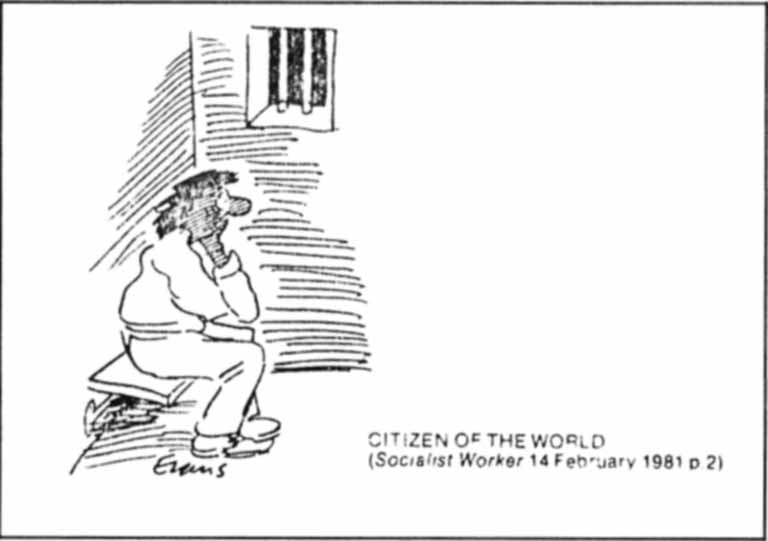 Evans
CITIZEN OF THE WORLD
(Socialist Worker 14 February 1981 p.2)